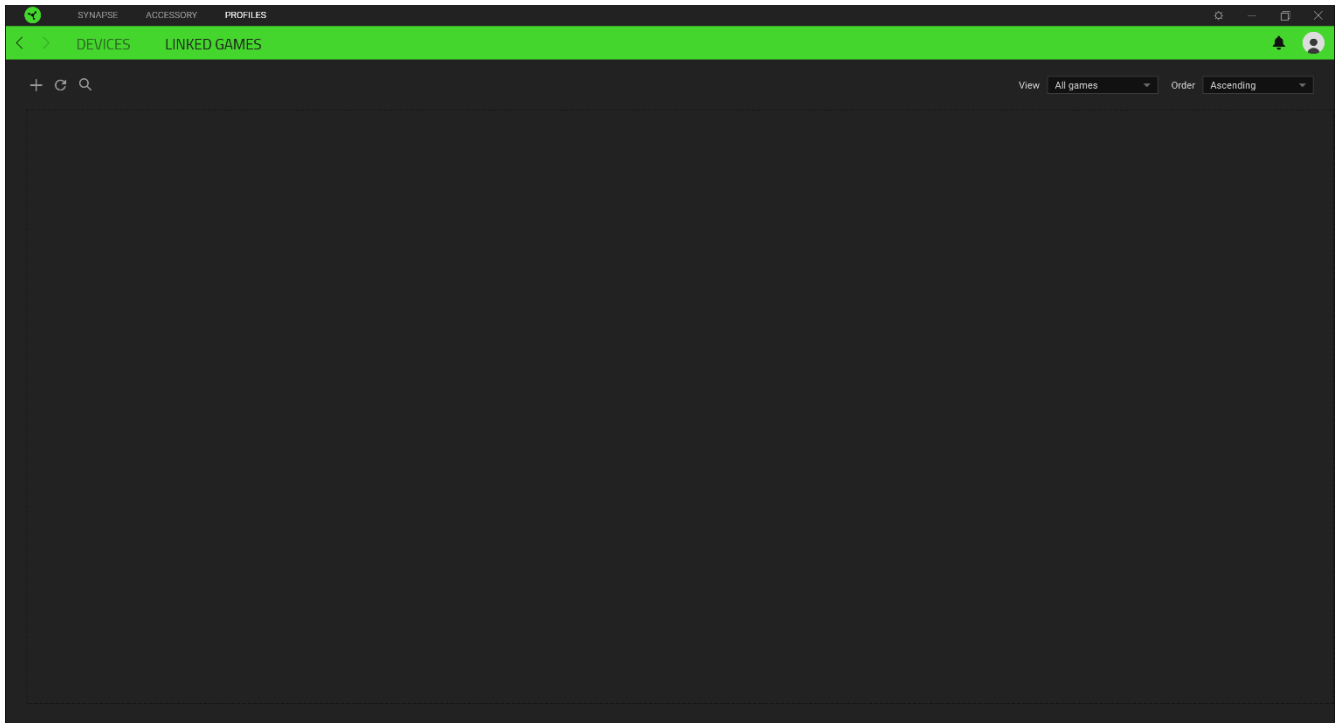 SYNAPSE ACCESSORY PROFILES
DEVICES LINKED GAMES
View All games Order Ascending